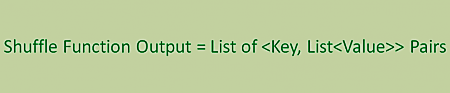 Shuffle Function Output = List of <Key, List<Value>> Pairs